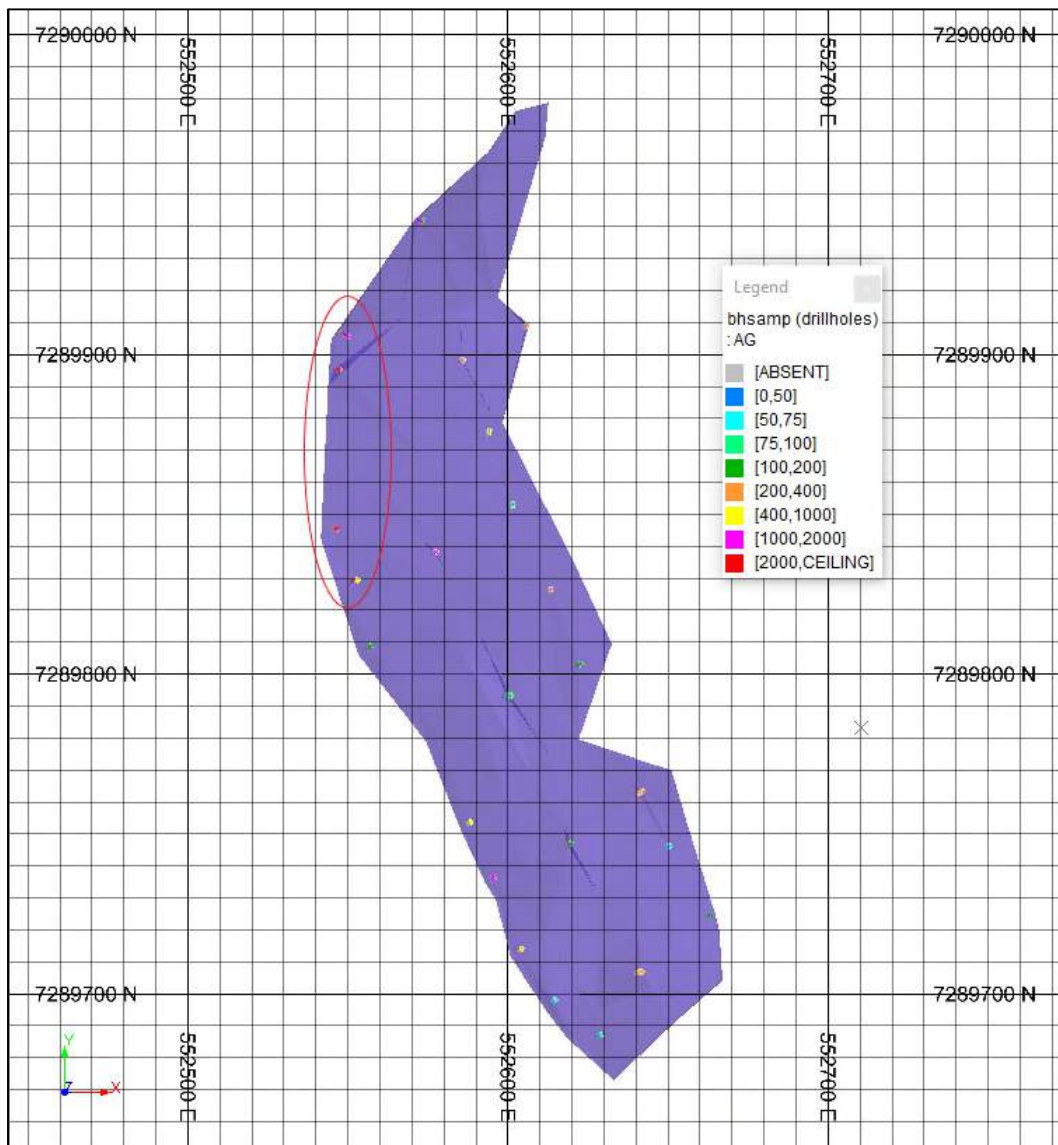 7290000 N
7290000 N
552500 E
552600 E
552700 E
Legend
bhsamp (drillholes)
: AG
[ABSENT]
[0,50]
[50,75]
[75,100]
[100,200]
[200,400]
[400,1000]
[1000,2000]
[2000,CEILING]
7289900 N
7289900 N
7289800 N
7289800 N
7289700 N
7289700 N
Y
Z
X
552500 E
552600 E
552700 E